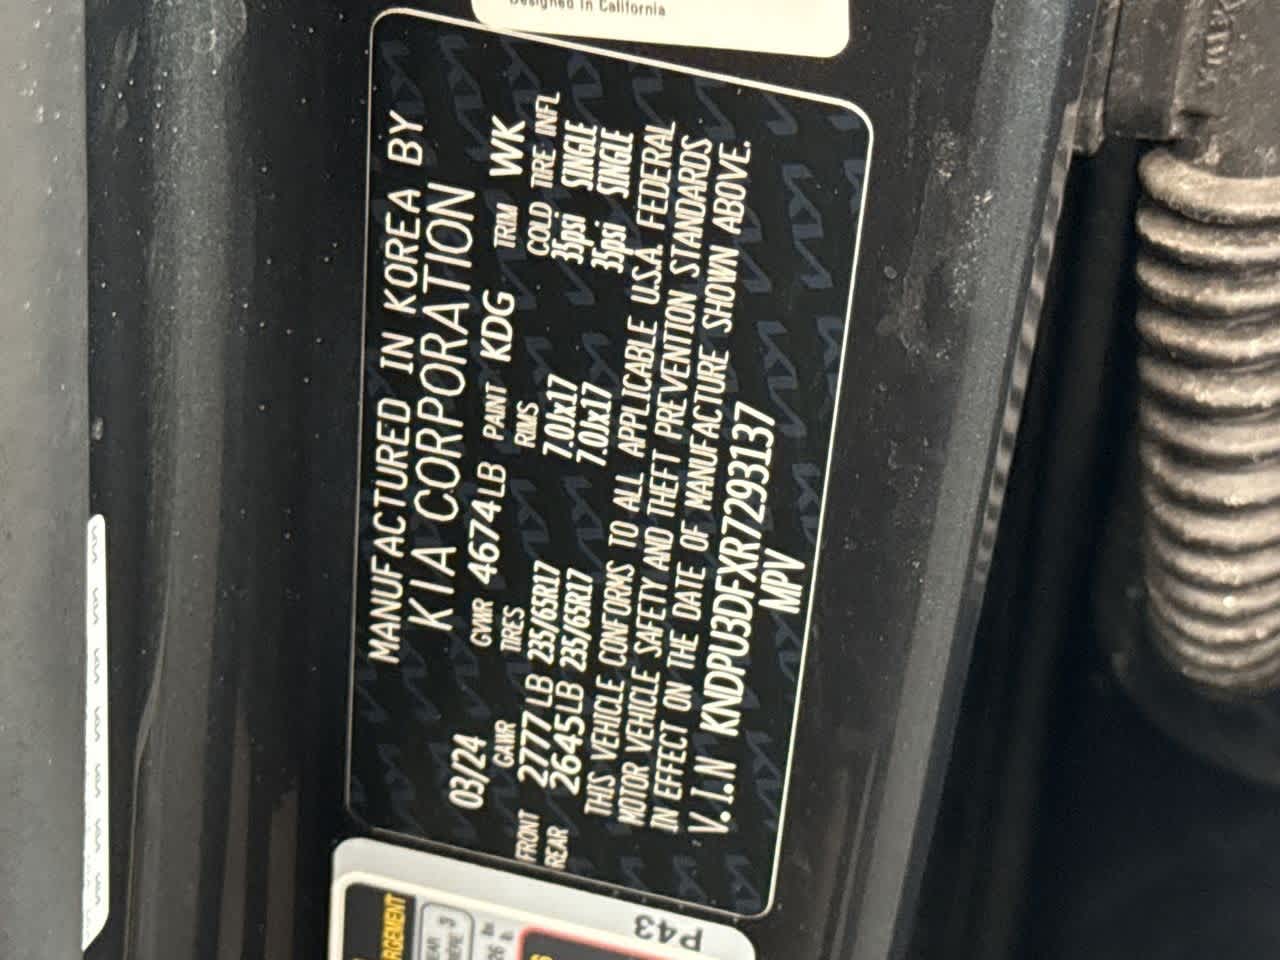 Designed in California
MANUFACTURED IN KOREA BY
KIA CORPORATION
03/24 GVWR 4674LB PAINT KDG TRIM WK
GAWR TIRES RIMS COLD TIRE INFL
FRONT 2777LB 235/65R17 7.0Jx17 35psi SINGLE
REAR 2645LB 235/65R17 7.0Jx17 35psi SINGLE
THIS VEHICLE CONFORMS TO ALL APPLICABLE U.S.A. FEDERAL
MOTOR VEHICLE SAFETY AND THEFT PREVENTION STANDARDS
IN EFFECT ON THE DATE OF MANUFACTURE SHOWN ABOVE.
V.I.N KNDPU3DFXR7293137
MPV
P43